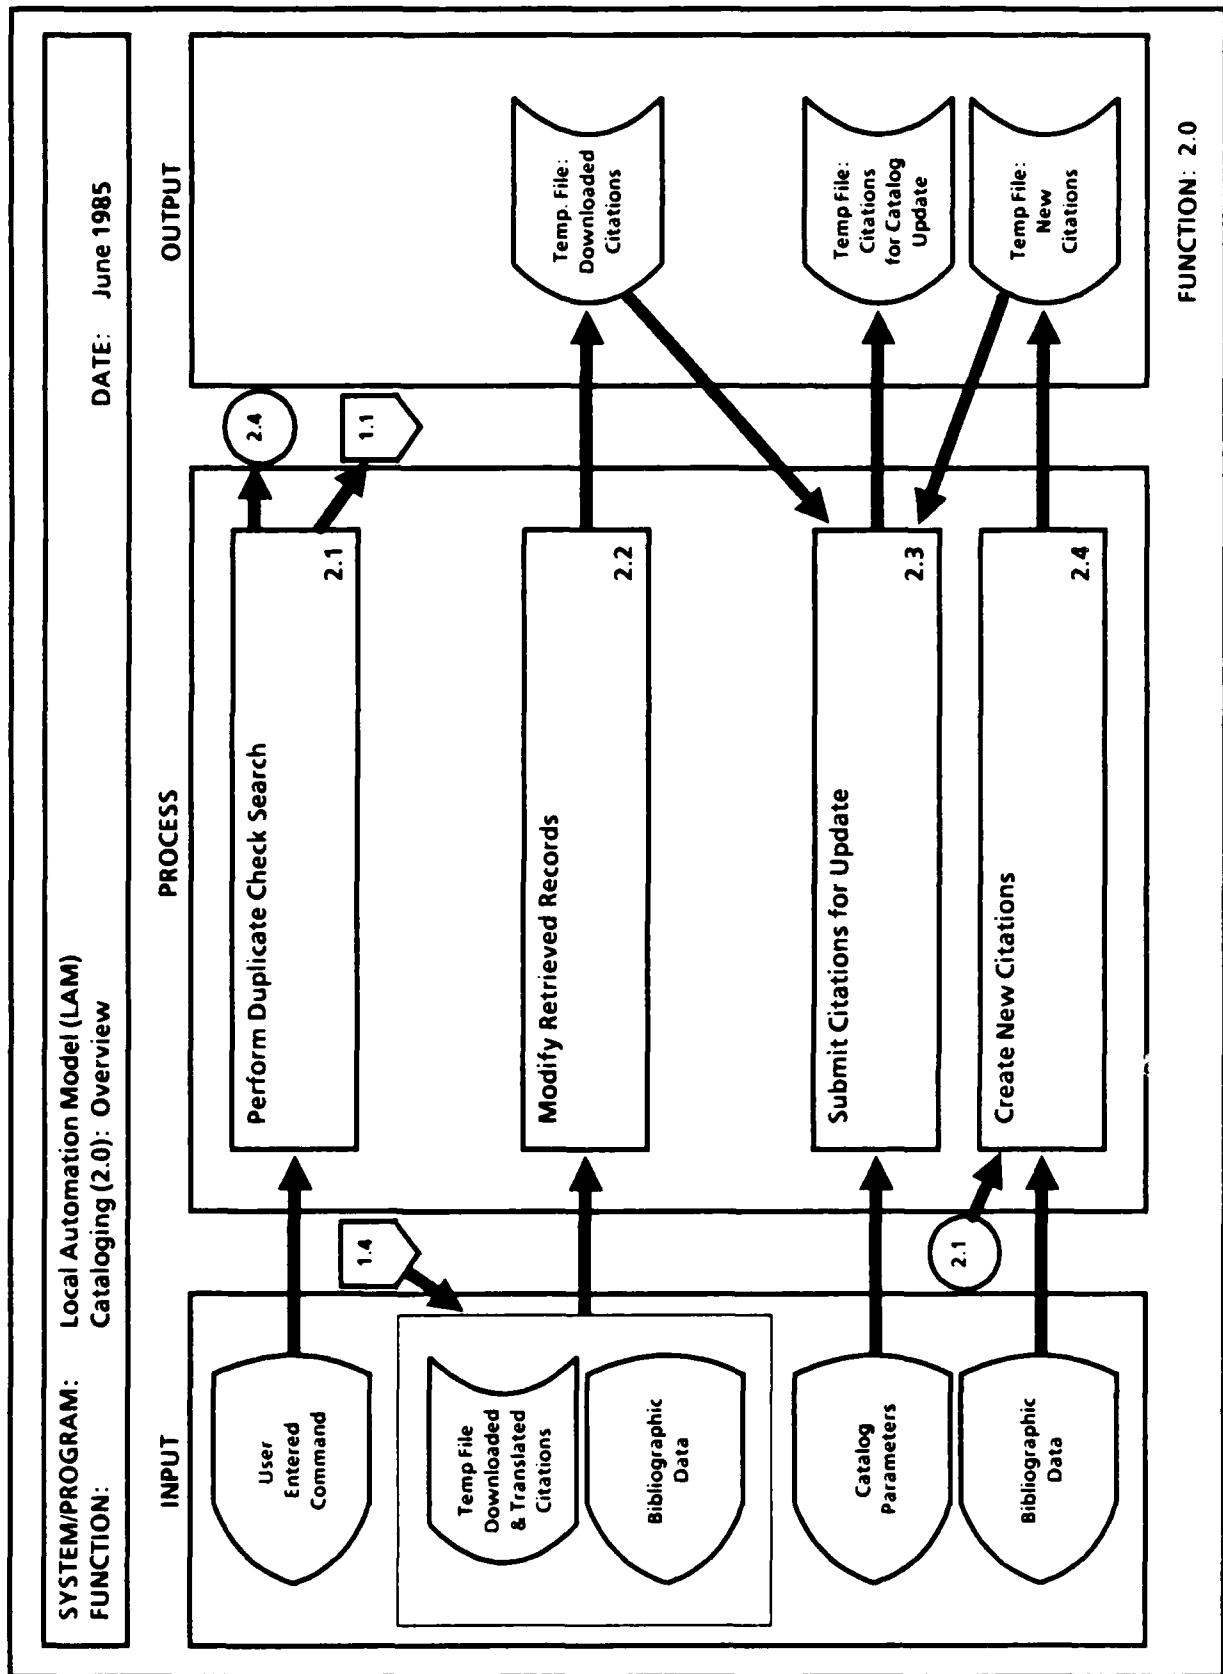 SYSTEM/PROGRAM: Local Automation Model (LAM)
FUNCTION: Cataloging (2.0): Overview
DATE: June 1985
INPUT
PROCESS
OUTPUT
User
Entered
Command
Perform Duplicate Check Search
2.1
2.4
1.1
1.4
Temp File
Downloaded
& Translated
Citations
Bibliographic
Data
Modify Retrieved Records
2.2
Temp. File:
Downloaded
Citations
Catalog
Parameters
Submit Citations for Update
2.3
Temp File:
Citations
for Catalog
Update
2.1
Bibliographic
Data
Create New Citations
2.4
Temp File:
New
Citations
FUNCTION: 2.0